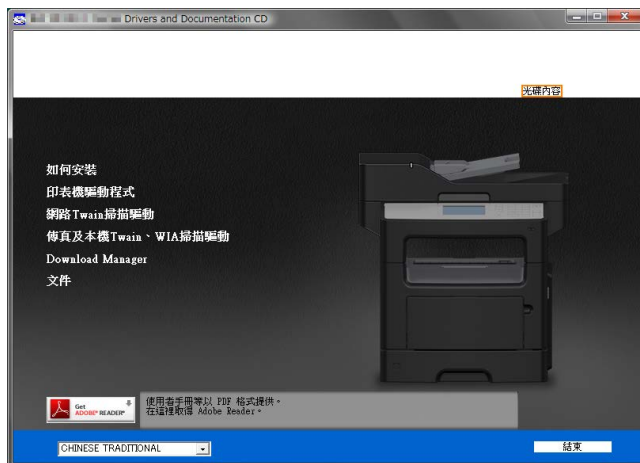 Drivers and Documentation CD
光碟內容
如何安裝
印表機驅動程式
網路Twain掃描驅動
傳真及本機Twain、WIA掃描驅動
Download Manager
文件
Get
ADOBE® READER®
使用者手冊等以 PDF 格式提供。
在這裡取得 Adobe Reader。
CHINESE TRADITIONAL
結束